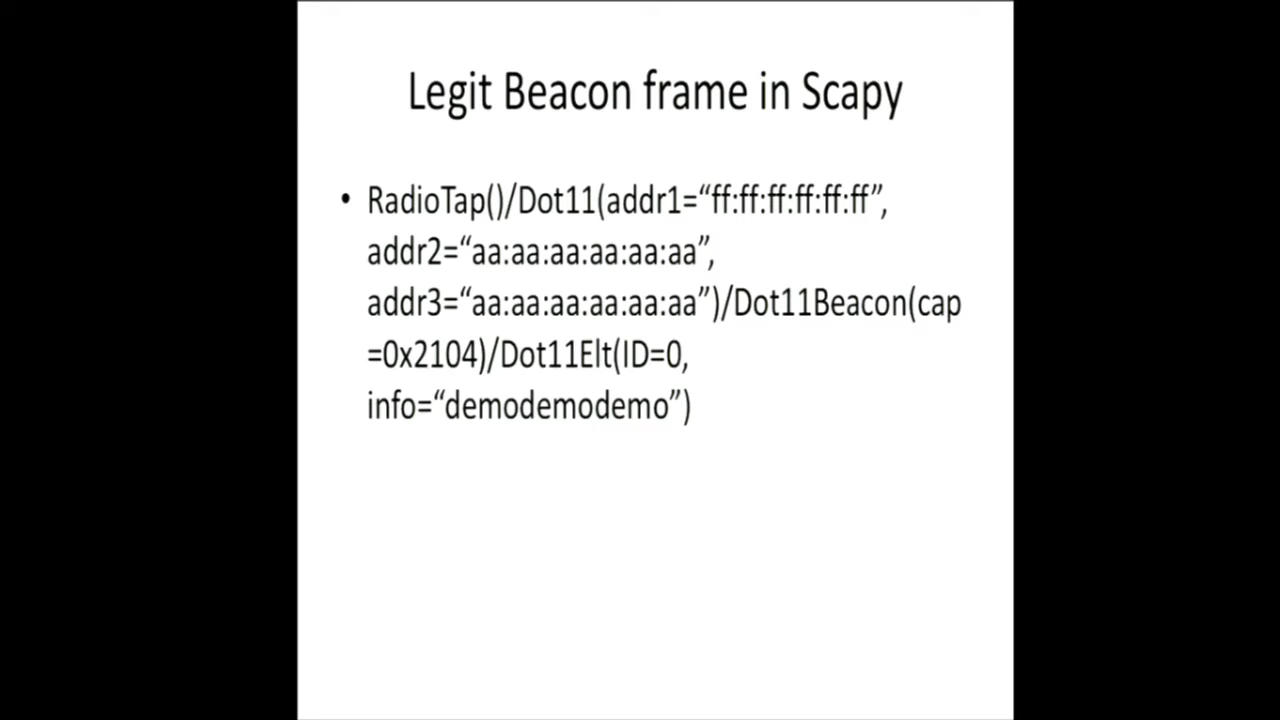 Legit Beacon frame in Scapy
• RadioTap()/Dot11(addr1=“ff:ff:ff:ff:ff:ff”,
addr2=“aa:aa:aa:aa:aa:aa”,
addr3=“aa:aa:aa:aa:aa:aa”)/Dot11Beacon(cap
=0x2104)/Dot11Elt(ID=0,
info=“demodemodemo”)